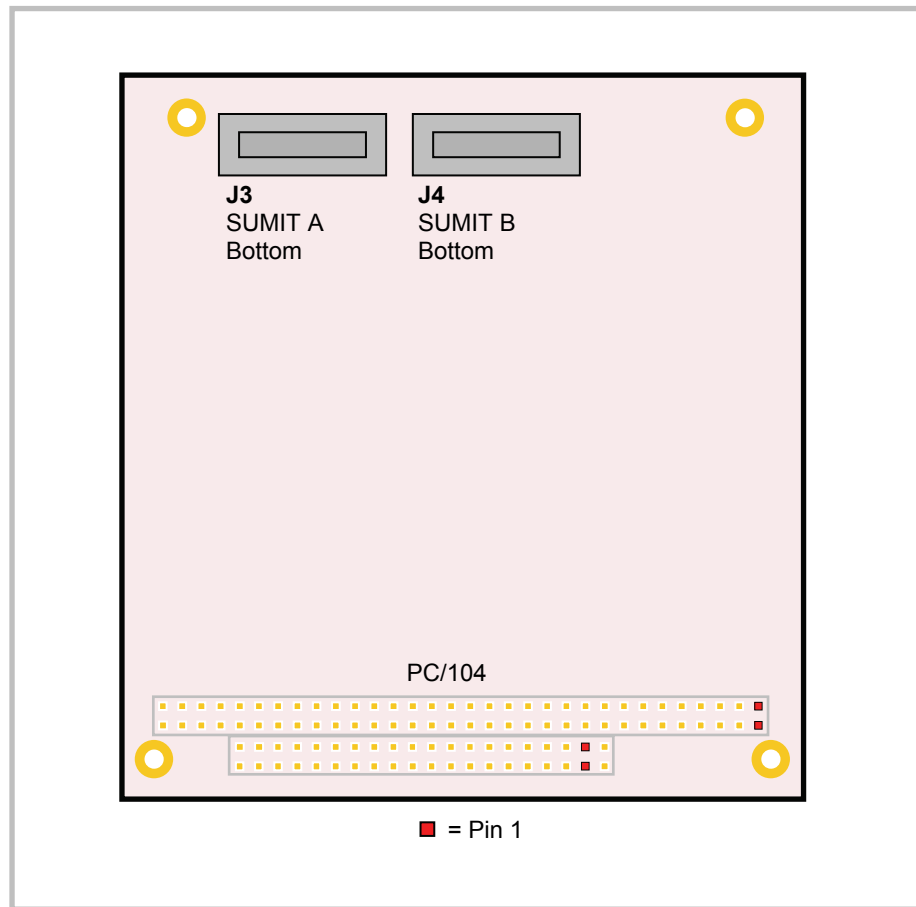 J3
SUMIT A
Bottom
J4
SUMIT B
Bottom
PC/104
= Pin 1